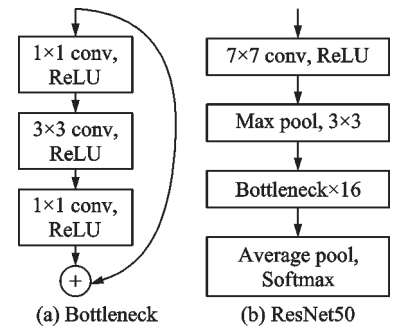 1×1 conv,
ReLU
3×3 conv,
ReLU
1×1 conv,
ReLU
+
(a) Bottleneck
7×7 conv, ReLU
Max pool, 3×3
Bottleneck×16
Average pool,
Softmax
(b) ResNet50